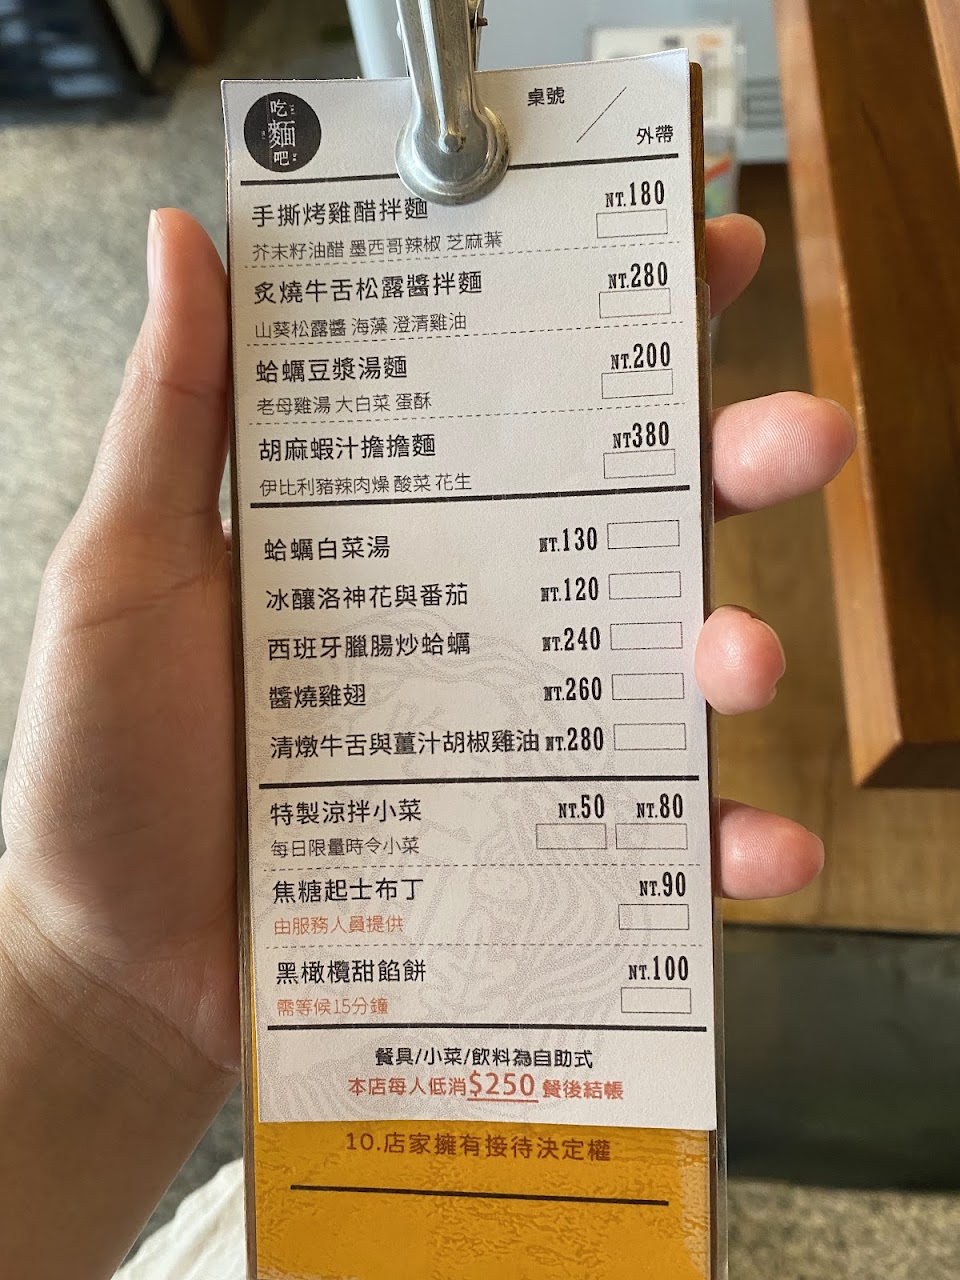 吃
麵
吧
桌號
外帶
手撕烤雞醋拌麵 NT.180
芥末籽油醋 墨西哥辣椒 芝麻葉
炙燒牛舌松露醬拌麵 NT.280
山葵松露醬 海藻 澄清雞油
蛤蠣豆漿湯麵 NT.200
老母雞湯 大白菜 蛋酥
胡麻蝦汁擔擔麵 NT380
伊比利豬辣肉燥 酸菜 花生
蛤蠣白菜湯 NT.130
冰釀洛神花與番茄 NT.120
西班牙臘腸炒蛤蠣 NT.240
醬燒雞翅 NT.260
清燉牛舌與薑汁胡椒雞油 NT.280
特製涼拌小菜 NT.50 NT.80
每日限量時令小菜
焦糖起士布丁 NT.90
由服務人員提供
黑橄欖甜餡餅 NT.100
需等候15分鐘
餐具/小菜/飲料為自助式
本店每人低消$250 餐後結帳
10.店家擁有接待決定權